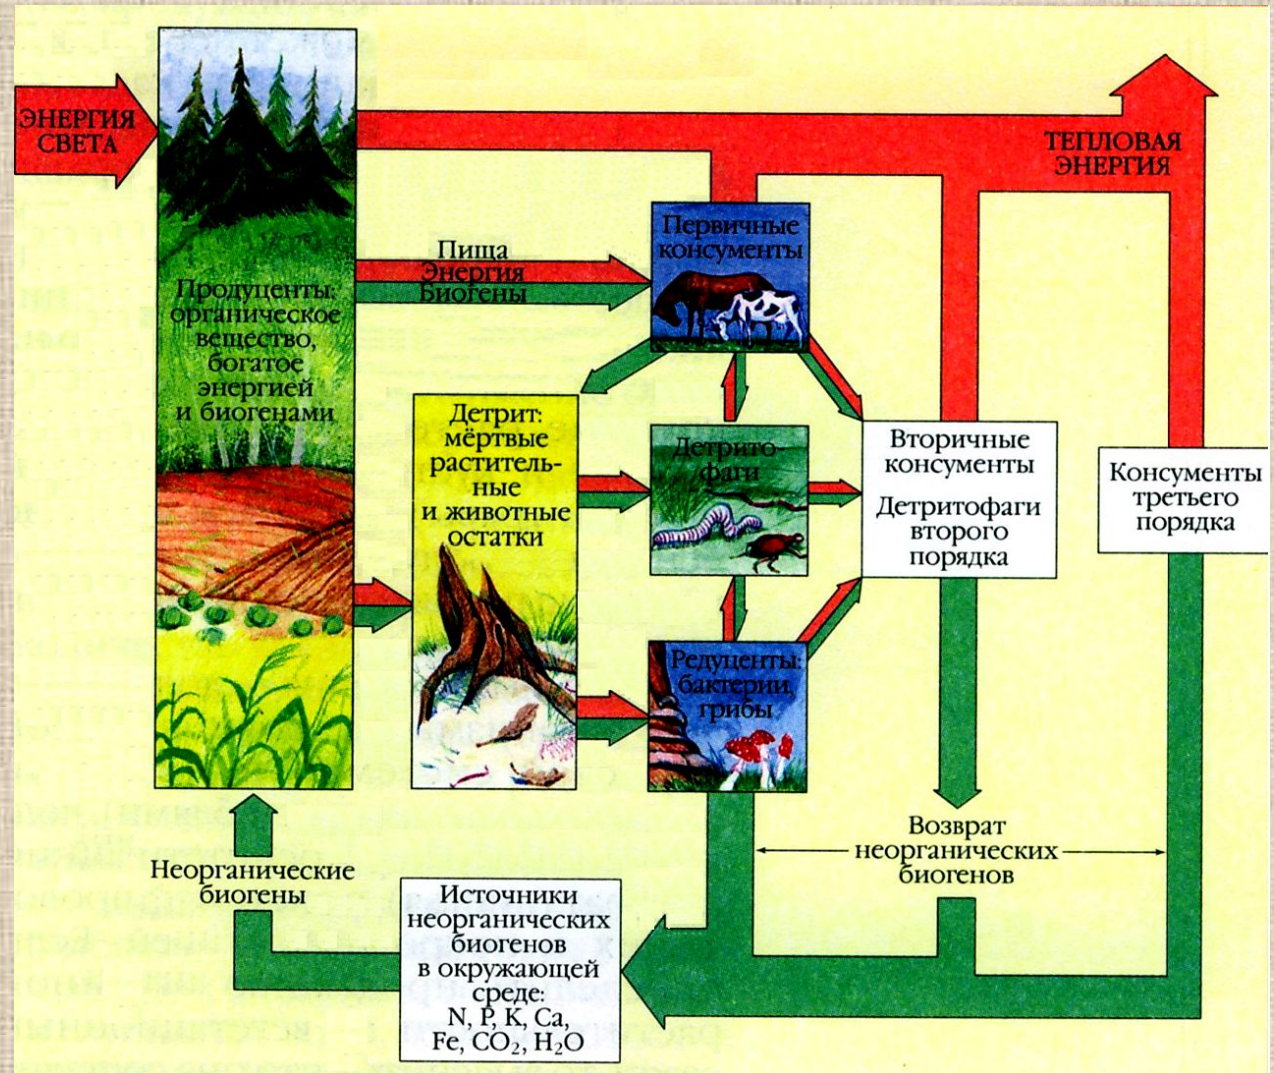 ЭНЕРГИЯ
СВЕТА
ТЕПЛОВАЯ
ЭНЕРГИЯ
Первичные
консументы
Пища
Энергия
Биогены
Продуценты:
органическое
вещество,
богатое
энергией
и биогенами
Детрит:
мёртвые
раститель-
ные
и животные
остатки
Детрито-
фаги
Вторичные
консументы
Детритофаги
второго
порядка
Консументы
третьего
порядка
Редуценты:
бактерии,
грибы
Возврат
неорганических
биогенов
Неорганические
биогены
Источники
неорганических
биогенов
в окружающей
среде:
N, P, K, Ca,
Fe, CO₂, H₂O